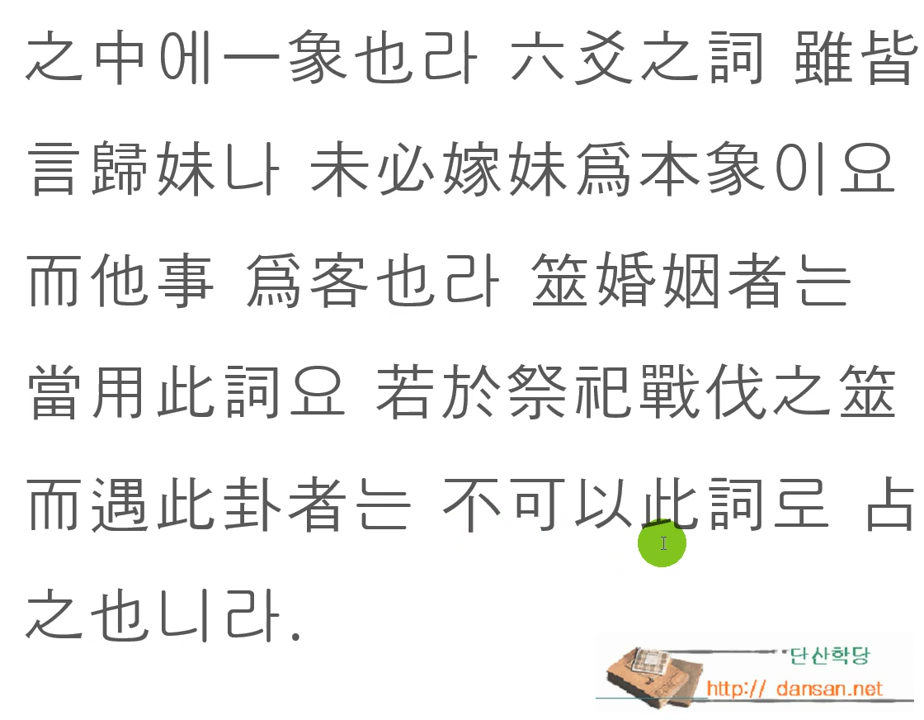 之中에一象也라 六爻之詞 雖皆
言歸妹나 未必嫁妹爲本象이요
而他事 爲客也라 筮婚姻者는
當用此詞요 若於祭祀戰伐之筮
而遇此卦者는 不可以此詞로 占
之也니라.
단산학당
http:// dansan.net